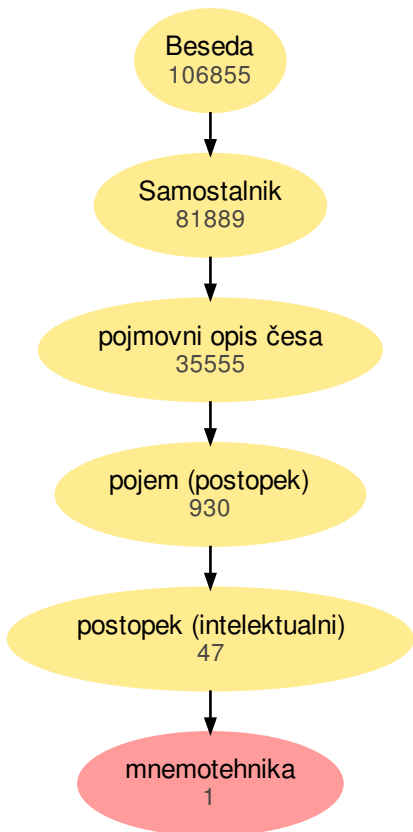 Beseda
106855
Samostalnik
81889
pojmovni opis česa
35555
pojem (postopek)
930
postopek (intelektualni)
47
mnemotehnika
1